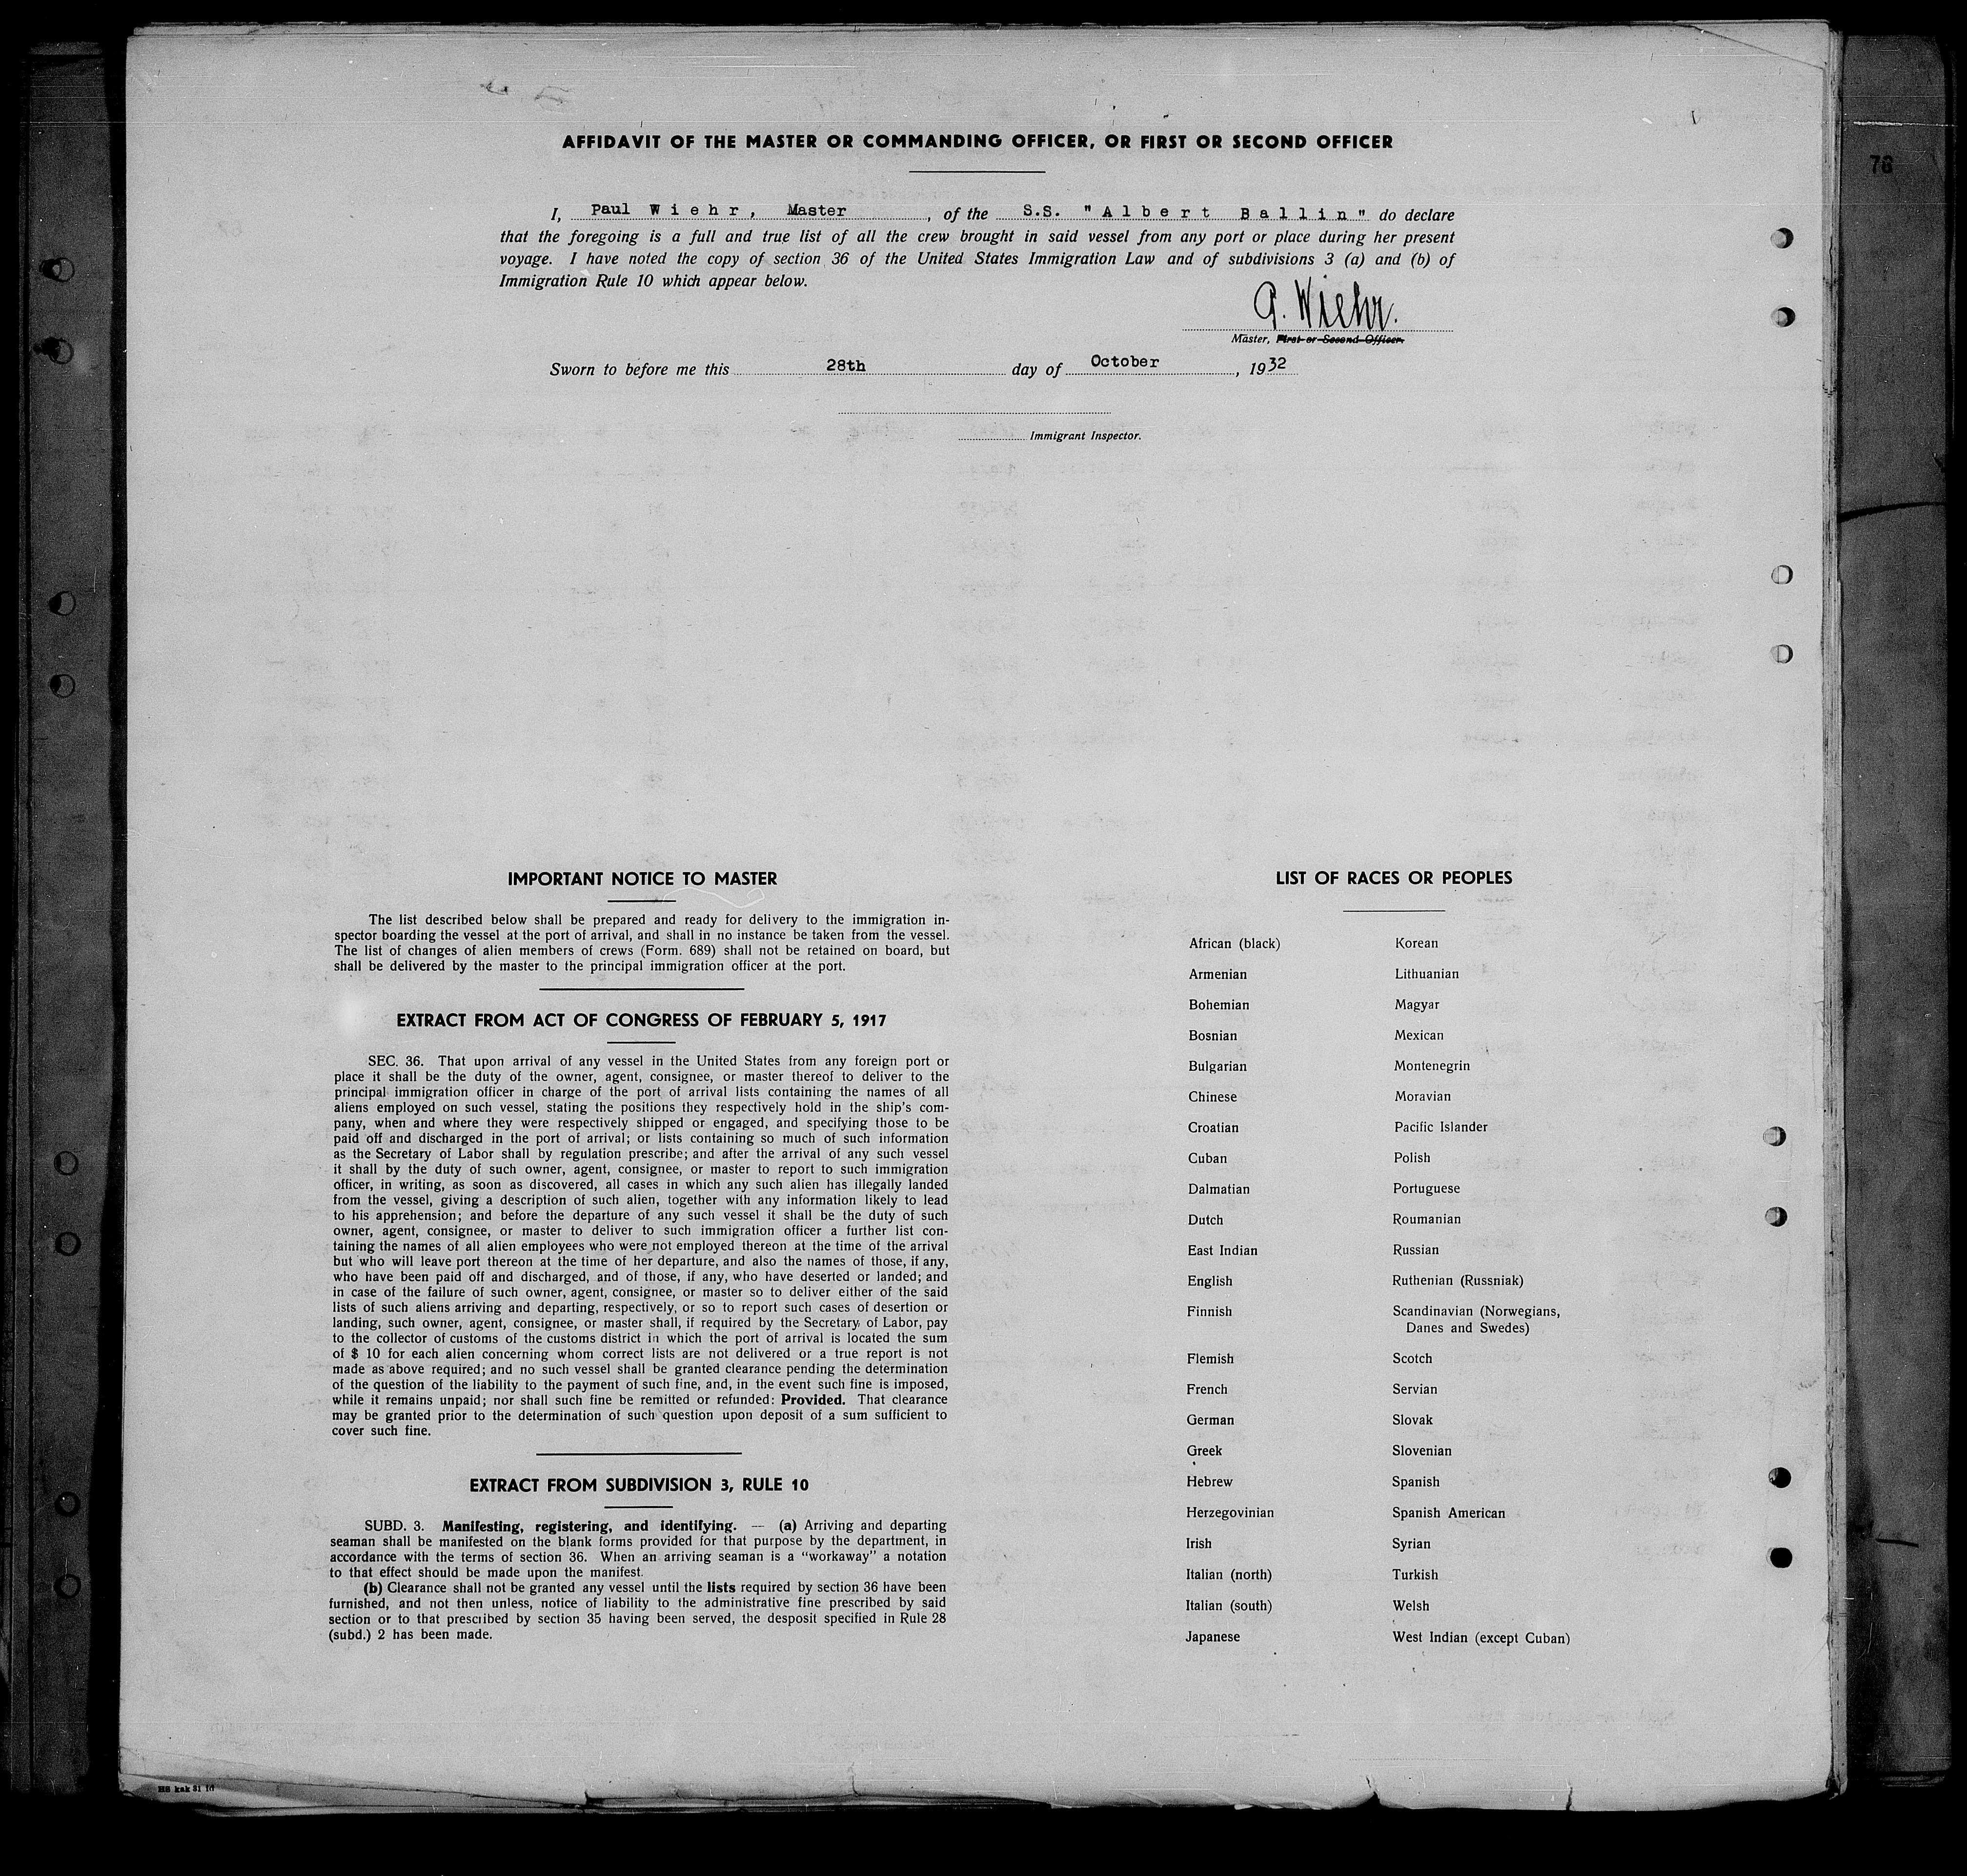 AFFIDAVIT OF THE MASTER OR COMMANDING OFFICER, OR FIRST OR SECOND OFFICER
78
I, Paul Wiehr, Master, of the S.S. "Albert Ballin" do declare
that the foregoing is a full and true list of all the crew brought in said vessel from any port or place during her present
voyage. I have noted the copy of section 36 of the United States Immigration Law and of subdivisions 3 (a) and (b) of
Immigration Rule 10 which appear below.
P. Wiehr.
Master, First or Second Officer.
Sworn to before me this 28th day of October, 1932
Immigrant Inspector.
IMPORTANT NOTICE TO MASTER
The list described below shall be prepared and ready for delivery to the immigration in-
spector boarding the vessel at the port of arrival, and shall in no instance be taken from the vessel.
The list of changes of alien members of crews (Form. 689) shall not be retained on board, but
shall be delivered by the master to the principal immigration officer at the port.
EXTRACT FROM ACT OF CONGRESS OF FEBRUARY 5, 1917
SEC. 36. That upon arrival of any vessel in the United States from any foreign port or
place it shall be the duty of the owner, agent, consignee, or master thereof to deliver to the
principal immigration officer in charge of the port of arrival lists containing the names of all
aliens employed on such vessel, stating the positions they respectively hold in the ship's com-
pany, when and where they were respectively shipped or engaged, and specifying those to be
paid off and discharged in the port of arrival; or lists containing so much of such information
as the Secretary of Labor shall by regulation prescribe; and after the arrival of any such vessel
it shall by the duty of such owner, agent, consignee, or master to report to such immigration
officer, in writing, as soon as discovered, all cases in which any such alien has illegally landed
from the vessel, giving a description of such alien, together with any information likely to lead
to his apprehension; and before the departure of any such vessel it shall be the duty of such
owner, agent, consignee, or master to deliver to such immigration officer a further list con-
taining the names of all alien employees who were not employed thereon at the time of the arrival
but who will leave port thereon at the time of her departure, and also the names of those, if any,
who have been paid off and discharged, and of those, if any, who have deserted or landed; and
in case of the failure of such owner, agent, consignee, or master so to deliver either of the said
lists of such aliens arriving and departing, respectively, or so to report such cases of desertion or
landing, such owner, agent, consignee, or master shall, if required by the Secretary of Labor, pay
to the collector of customs of the customs district in which the port of arrival is located the sum
of $ 10 for each alien concerning whom correct lists are not delivered or a true report is not
made as above required; and no such vessel shall be granted clearance pending the determination
of the question of the liability to the payment of such fine, and, in the event such fine is imposed,
while it remains unpaid; nor shall such fine be remitted or refunded: Provided. That clearance
may be granted prior to the determination of such question upon deposit of a sum sufficient to
cover such fine.
EXTRACT FROM SUBDIVISION 3, RULE 10
SUBD. 3. Manifesting, registering, and identifying. — (a) Arriving and departing
seaman shall be manifested on the blank forms provided for that purpose by the department, in
accordance with the terms of section 36. When an arriving seaman is a "workaway" a notation
to that effect should be made upon the manifest.
(b) Clearance shall not be granted any vessel until the lists required by section 36 have been
furnished, and not then unless, notice of liability to the administrative fine prescribed by said
section or to that prescribed by section 35 having been served, the desposit specified in Rule 28
(subd.) 2 has been made.
LIST OF RACES OR PEOPLES
African (black) Korean
Armenian Lithuanian
Bohemian Magyar
Bosnian Mexican
Bulgarian Montenegrin
Chinese Moravian
Croatian Pacific Islander
Cuban Polish
Dalmatian Portuguese
Dutch Roumanian
East Indian Russian
English Ruthenian (Russniak)
Finnish Scandinavian (Norwegians,
Danes and Swedes)
Flemish Scotch
French Servian
German Slovak
Greek Slovenian
Hebrew Spanish
Herzegovinian Spanish American
Irish Syrian
Italian (north) Turkish
Italian (south) Welsh
Japanese West Indian (except Cuban)